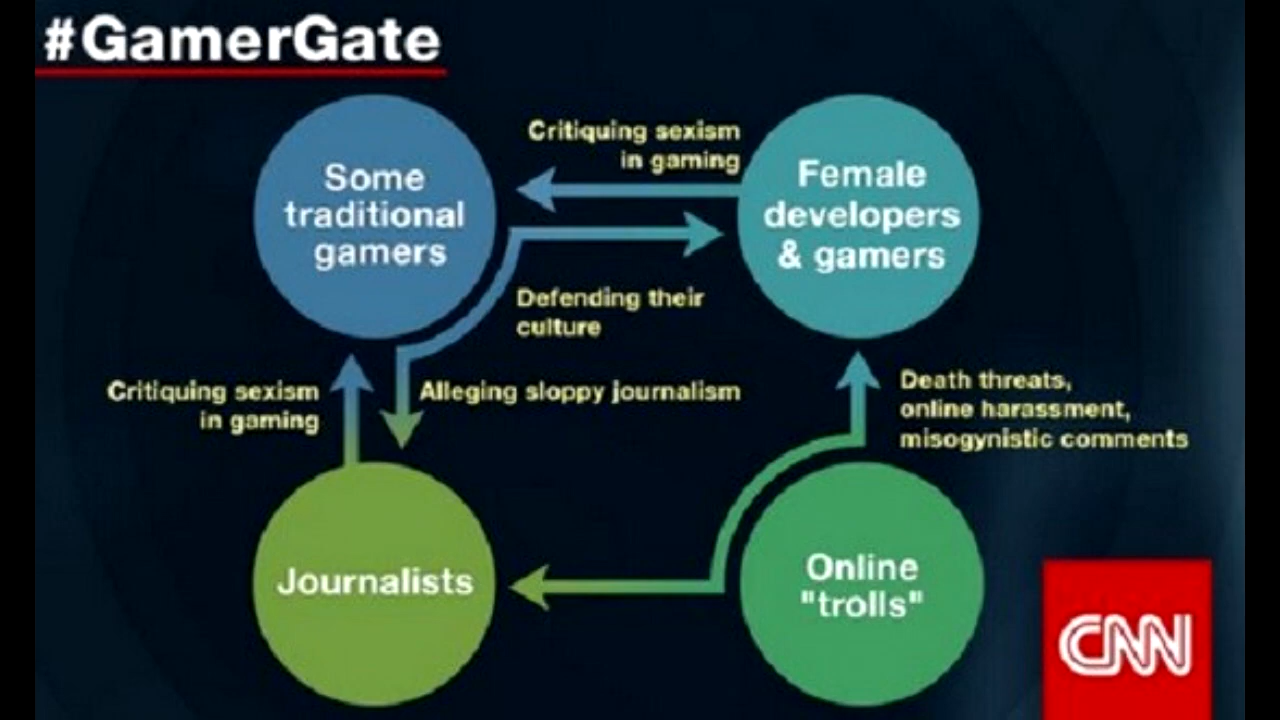 #GamerGate
Critiquing sexism
in gaming
Some
traditional
gamers
Female
developers
& gamers
Defending their
culture
Critiquing sexism
in gaming
Alleging sloppy journalism
Death threats,
online harassment,
misogynistic comments
Journalists
Online
"trolls"
CNN